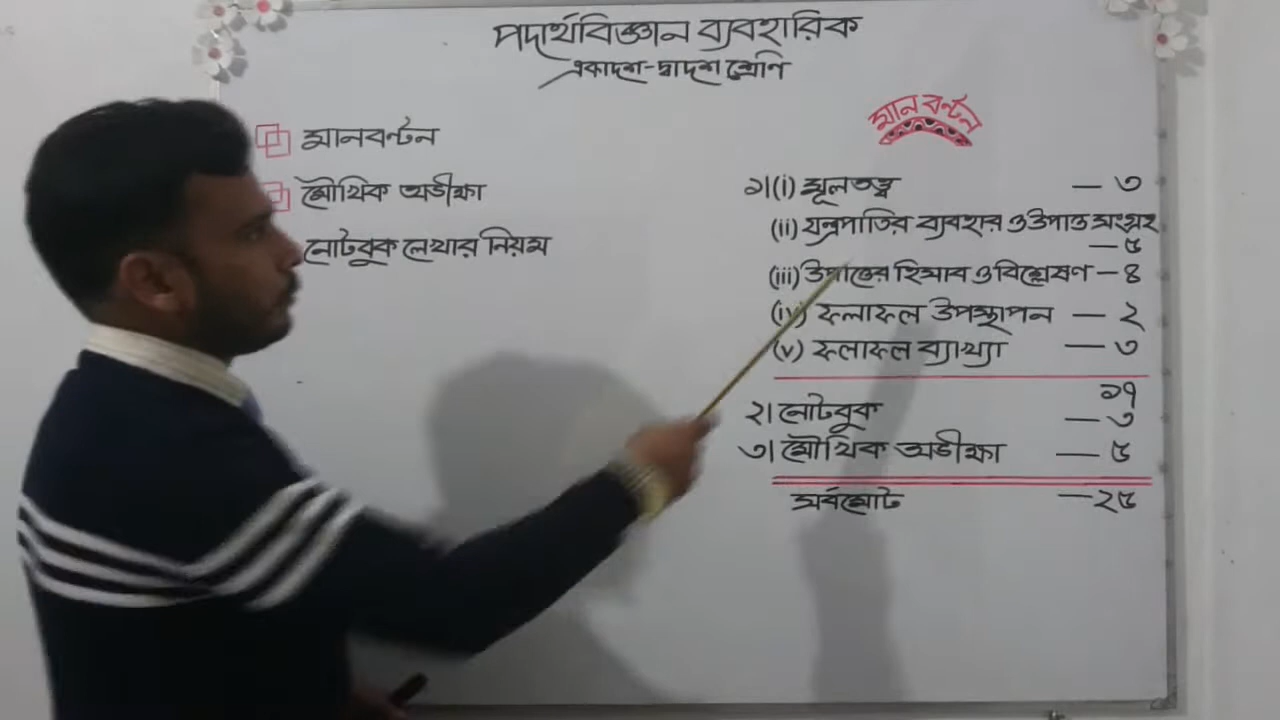 পদার্থবিজ্ঞান ব্যবহারিক
একাদশ-দ্বাদশ শ্রেণি
মানবন্টন
মৌখিক অভীক্ষা
নোটবুক লেখার নিয়ম
মানবন্টন
১।(i) মূলতত্ত্ব — ৩
(ii) যন্ত্রপাতির ব্যবহার ও উপাত্ত সংগ্রহ
— ৫
(iii) উপাত্তের হিসাব ও বিশ্লেষণ — ৪
(iv) ফলাফল উপস্থাপন — ২
(v) ফলাফল ব্যাখ্যা — ৩
১৭
২। নোটবুক — ৩
৩। মৌখিক অভীক্ষা — ৫
সর্বমোট — ২৫